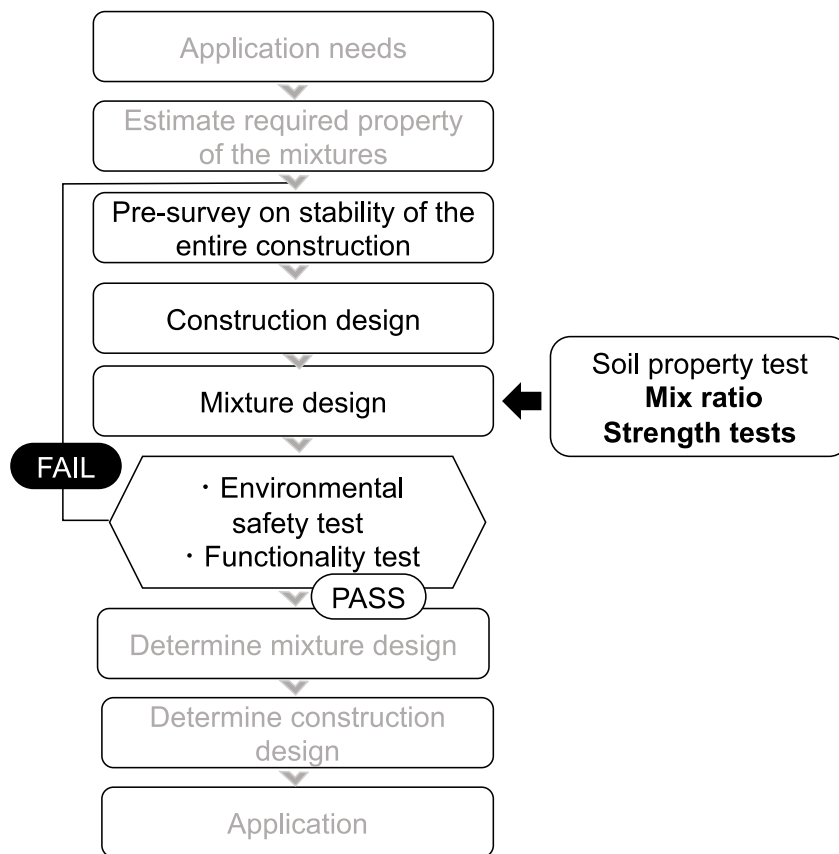 Application needs
Estimate required property
of the mixtures
Pre-survey on stability of the
entire construction
Construction design
Mixture design
Soil property test
Mix ratio
Strength tests
FAIL
・Environmental
safety test
・Functionality test
PASS
Determine mixture design
Determine construction
design
Application